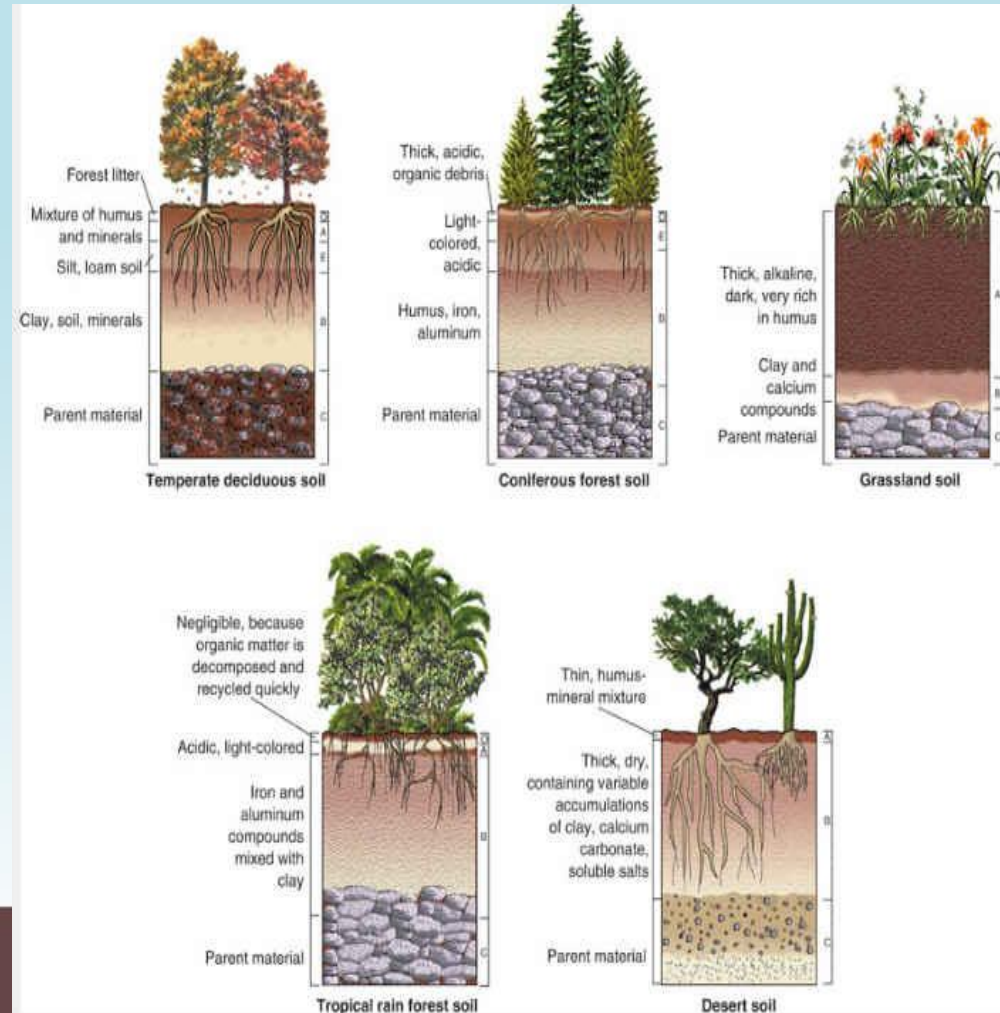 Forest litter
Mixture of humus
and minerals
Silt, loam soil
Clay, soil, minerals
Parent material
O
A
E
B
C
Temperate deciduous soil
Thick, acidic,
organic debris
Light-
colored,
acidic
Humus, iron,
aluminum
Parent material
O
E
B
C
Coniferous forest soil
Thick, alkaline,
dark, very rich
in humus
Clay and
calcium
compounds
Parent material
A
B
C
Grassland soil
Negligible, because
organic matter is
decomposed and
recycled quickly
Acidic, light-colored
Iron and
aluminum
compounds
mixed with
clay
Parent material
O
A
B
C
Tropical rain forest soil
Thin, humus-
mineral mixture
Thick, dry,
containing variable
accumulations
of clay, calcium
carbonate,
soluble salts
Parent material
A
B
C
Desert soil